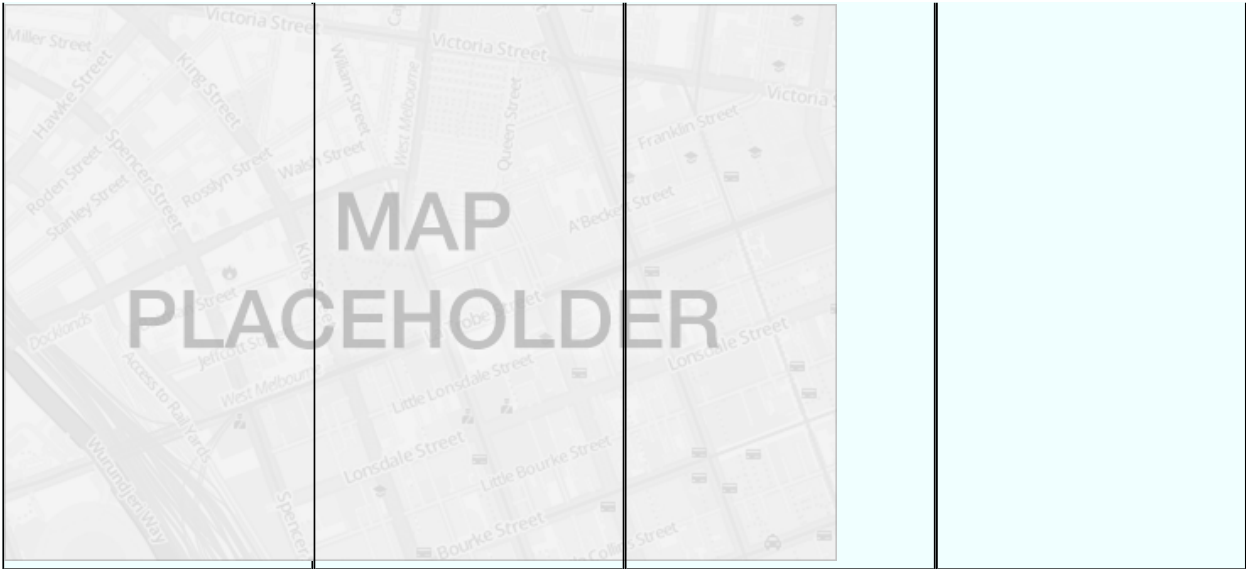 Victoria Street
Miller Street
Victoria Street
King Street
William Street
Hawke Street
West Melbourne
Queen Street
Victoria S
Franklin Street
Spencer Street
Walsh Street
Rosslyn Street
Roden Street
Stanley Street
A'Beckett Street
MAP
PLACEHOLDER
Docklands
Jeffcott
Lonsdale Street
West Melbourne
Access to Rail Yards
Little Lonsdale Street
Lonsdale Street
Little Bourke Street
Wurundjeri Way
Spencer
Bourke Street
Collins Street